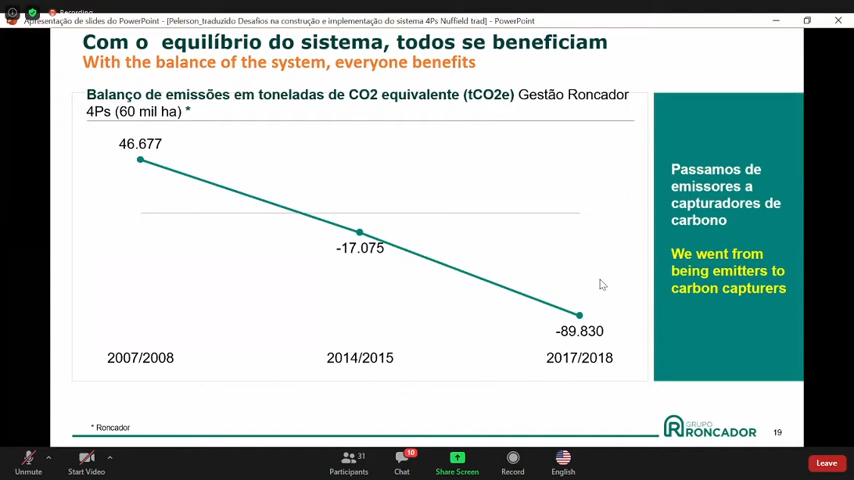 Recording
Apresentação de slides do PowerPoint - [Pelerson_traduzido Desafios na construção e implementação do sistema 4Ps Nuffield trad] - PowerPoint
Com o equilíbrio do sistema, todos se beneficiam
With the balance of the system, everyone benefits
Balanço de emissões em toneladas de CO2 equivalente (tCO2e) Gestão Roncador
4Ps (60 mil ha) *
46.677
-17.075
-89.830
2007/2008
2014/2015
2017/2018
Passamos de
emissores a
capturadores de
carbono
We went from
being emitters to
carbon capturers
* Roncador
GRUPO
RONCADOR
19
Unmute
Start Video
31
Participants
10
Chat
Share Screen
Record
English
Leave